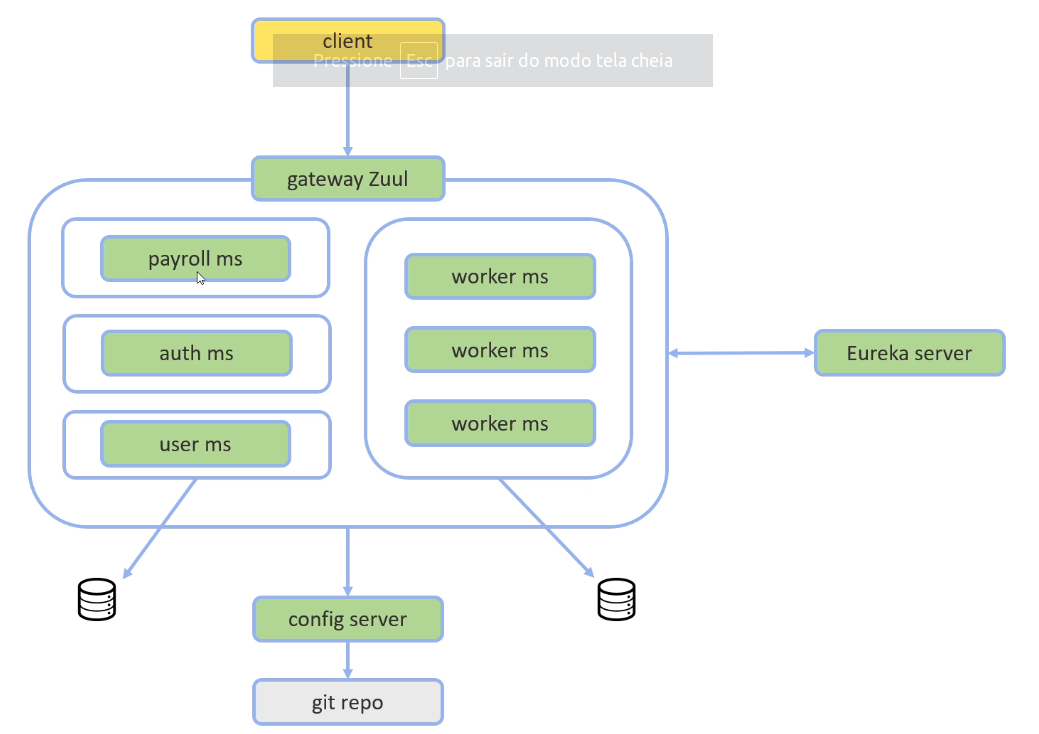 client
Pressione Esc para sair do modo tela cheia
gateway Zuul
payroll ms
auth ms
user ms
worker ms
worker ms
worker ms
Eureka server
config server
git repo